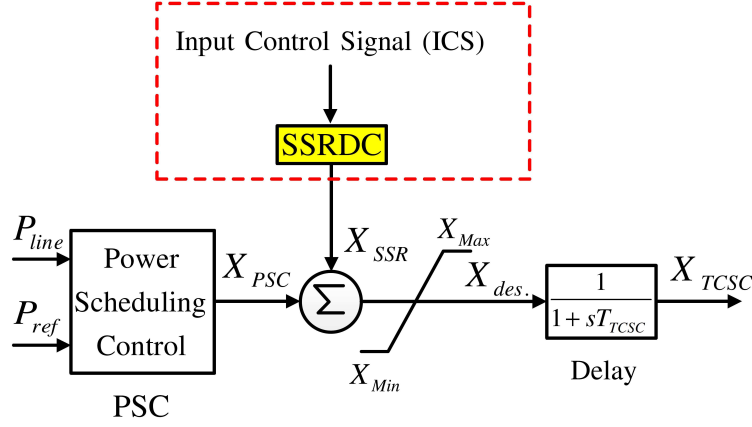 Input Control Signal (ICS)
SSRDC
P_line
P_ref
Power
Scheduling
Control
PSC
X_PSC
X_SSR
Σ
X_Max
X_Min
X_des.
1
1 + sT_TCSC
Delay
X_TCSC